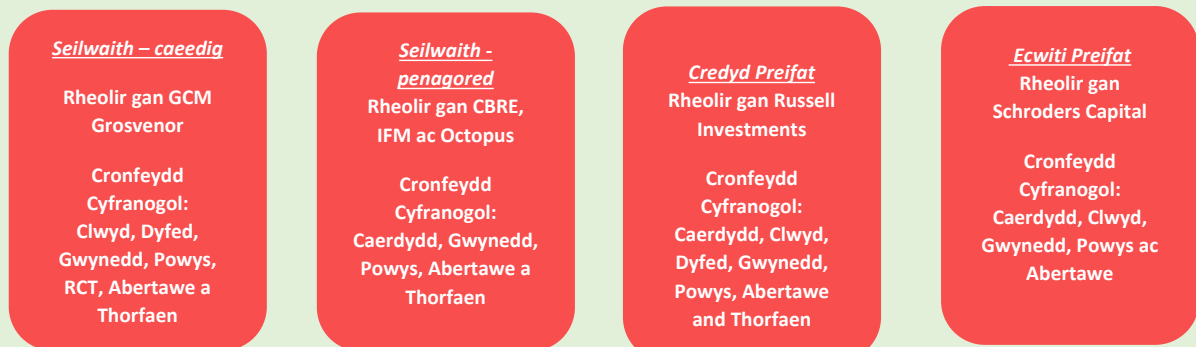 Seilwaith – caeedig
Rheolir gan GCM
Grosvenor
Cronfeydd
Cyfranogol:
Clwyd, Dyfed,
Gwynedd, Powys,
RCT, Abertawe a
Thorfaen
Seilwaith -
penagored
Rheolir gan CBRE,
IFM ac Octopus
Cronfeydd
Cyfranogol:
Caerdydd, Gwynedd,
Powys, Abertawe a
Thorfaen
Credyd Preifat
Rheolir gan Russell
Investments
Cronfeydd
Cyfranogol:
Caerdydd, Clwyd,
Dyfed, Gwynedd,
Powys, Abertawe
and Thorfaen
Ecwiti Preifat
Rheolir gan
Schroders Capital
Cronfeydd
Cyfranogol:
Caerdydd, Clwyd,
Gwynedd, Powys ac
Abertawe